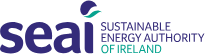 seai SUSTAINABLE
ENERGY AUTHORITY
OF IRELAND